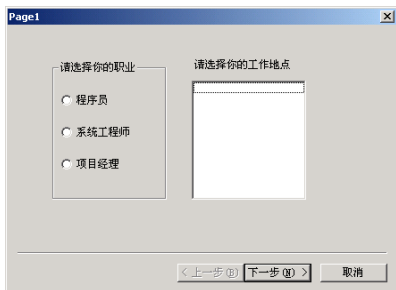 Page1
请选择你的职业
请选择你的工作地点
程序员
系统工程师
项目经理
< 上一步(B)
下一步(N) >
取消